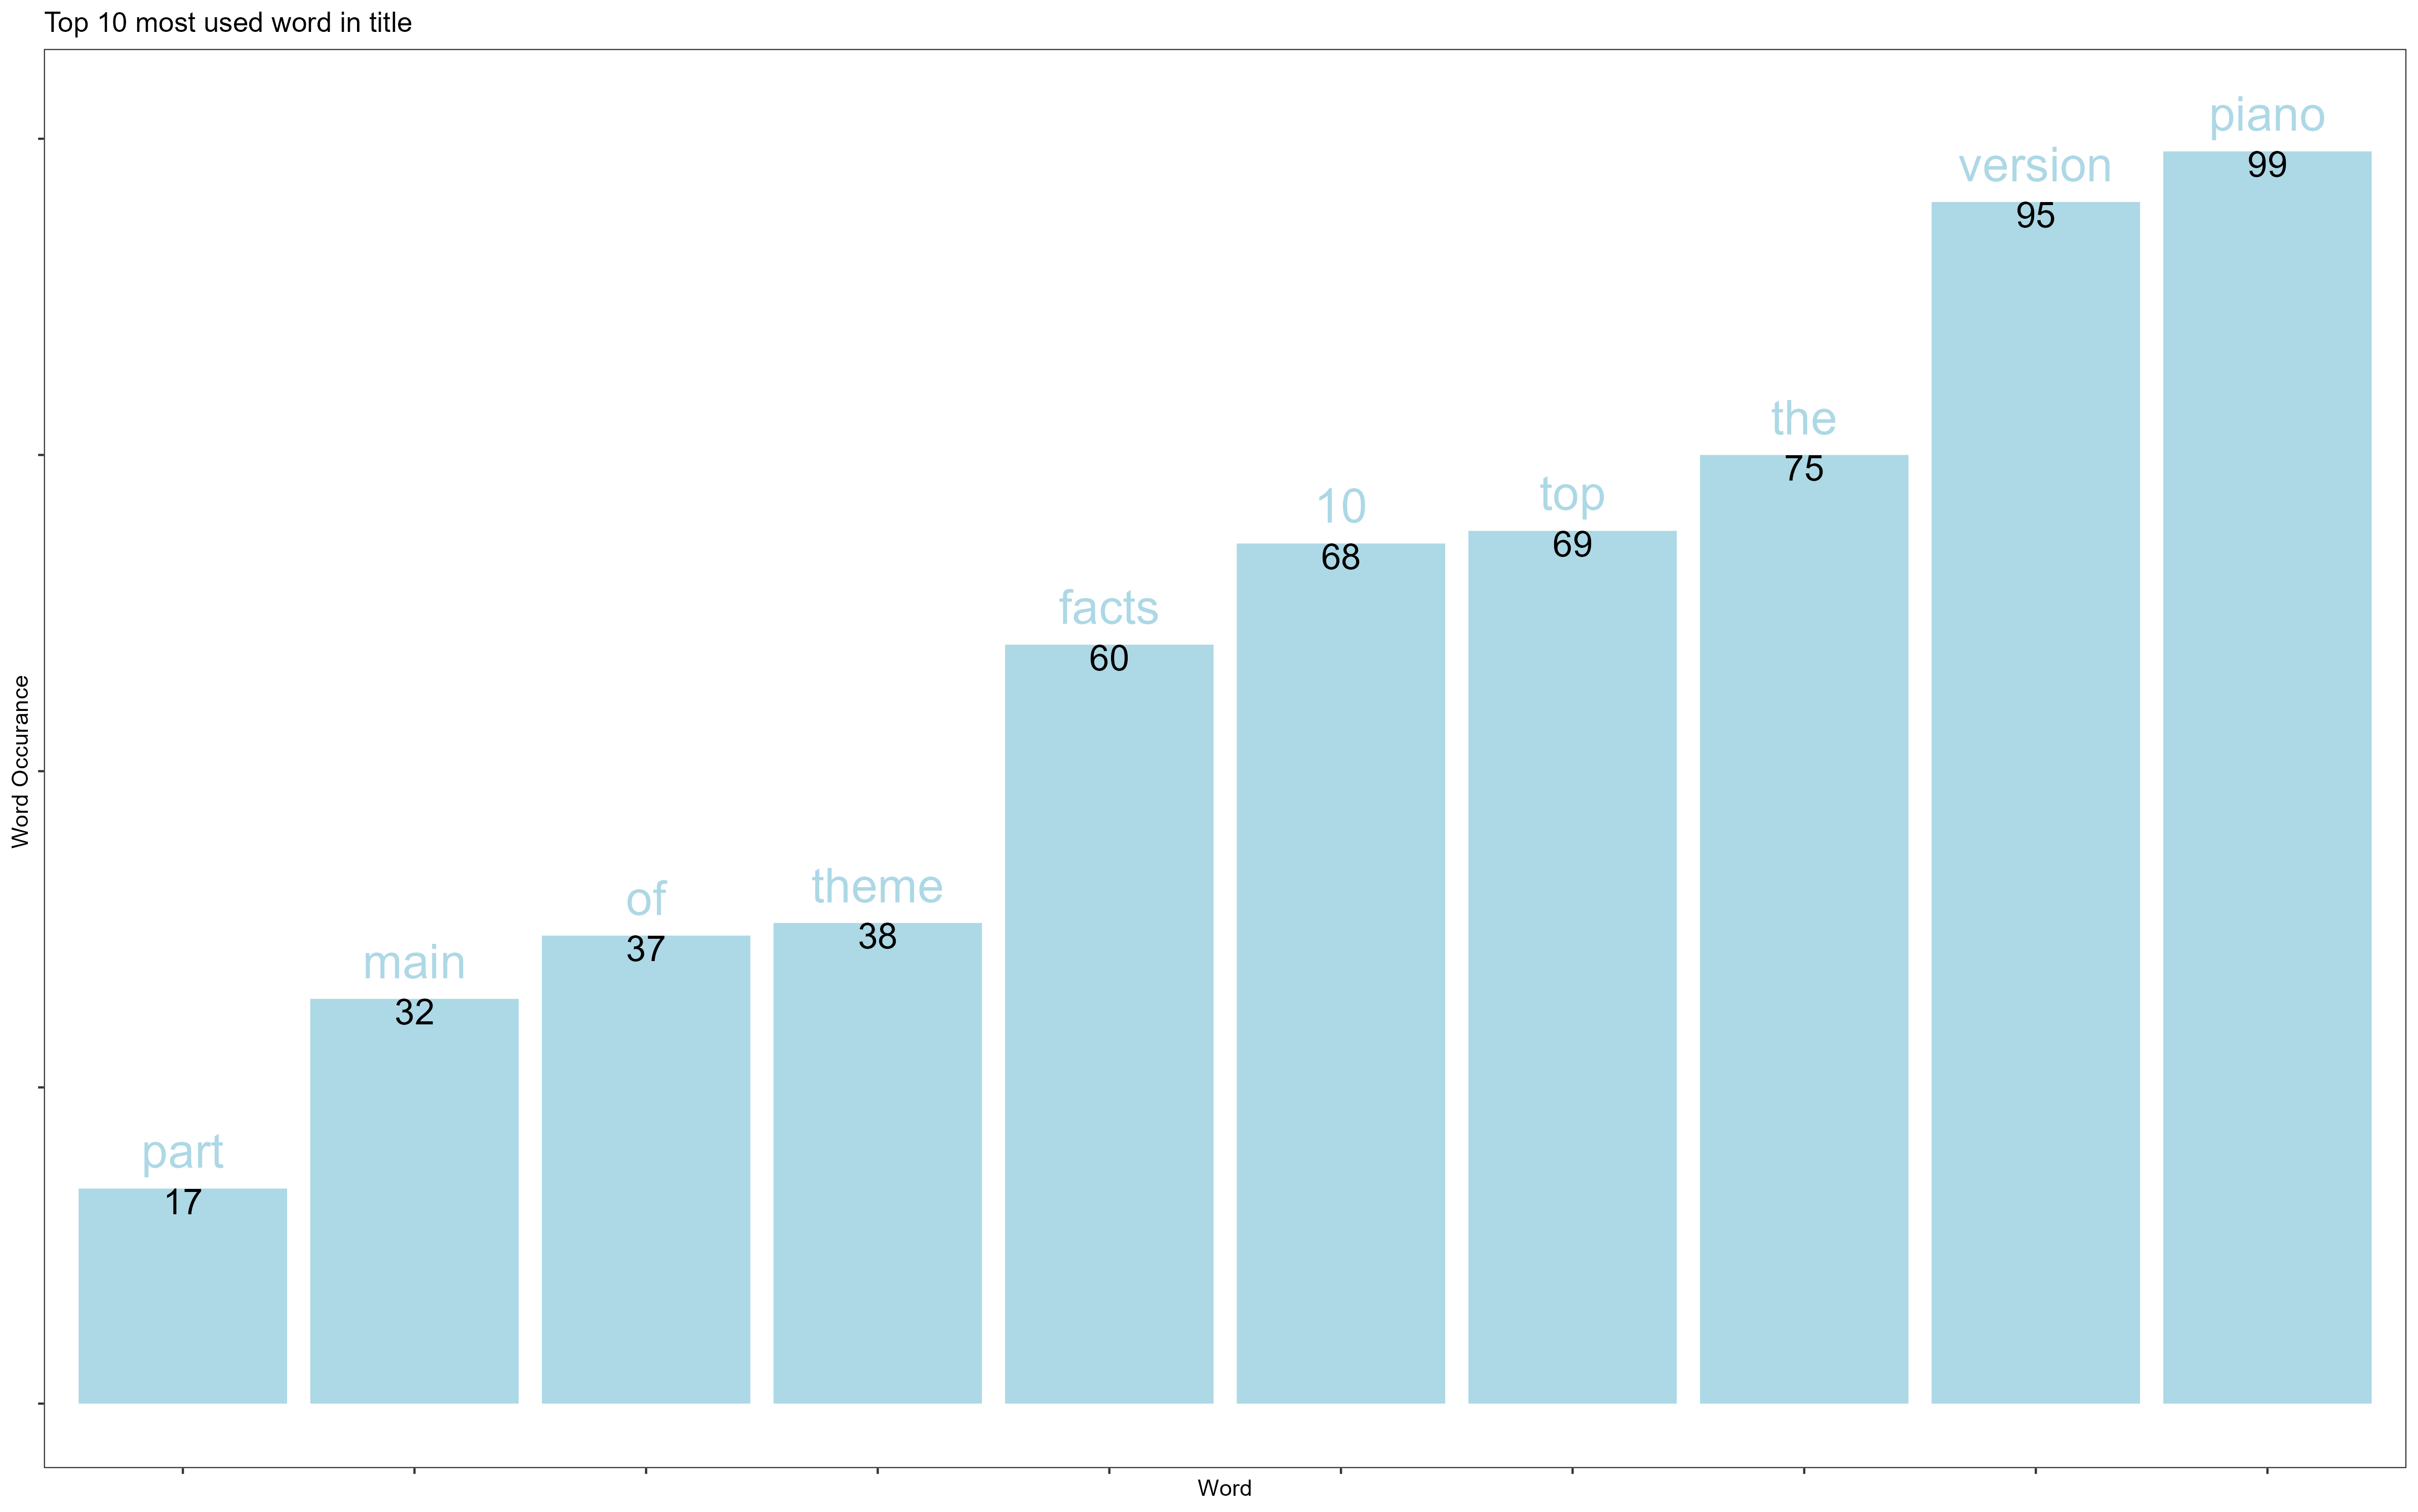 Top 10 most used word in title
Word Occurance
part
17
main
32
of
37
theme
38
facts
60
10
68
top
69
the
75
version
95
piano
99
Word